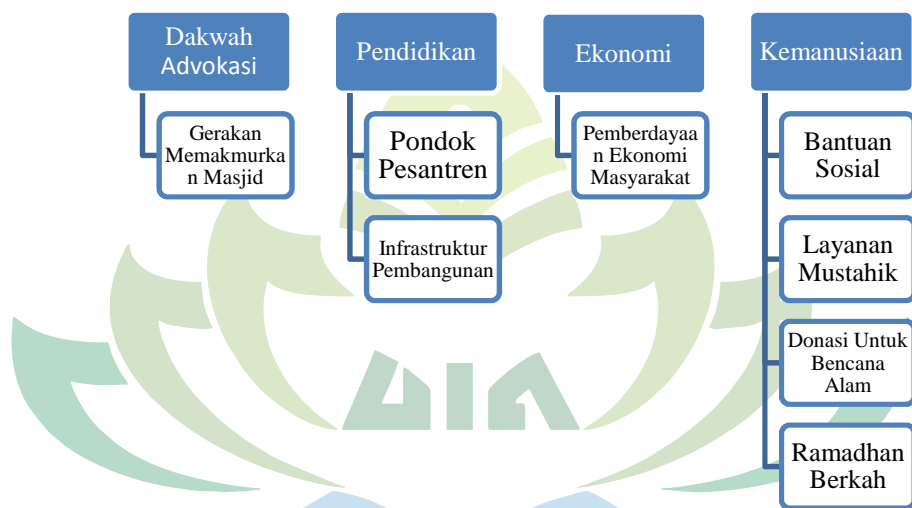 Dakwah
Advokasi
Gerakan
Memakmurka
n Masjid
Pendidikan
Pondok
Pesantren
Infrastruktur
Pembangunan
Ekonomi
Pemberdayaa
n Ekonomi
Masyarakat
Kemanusiaan
Bantuan
Sosial
Layanan
Mustahik
Donasi Untuk
Bencana
Alam
Ramadhan
Berkah
UIN